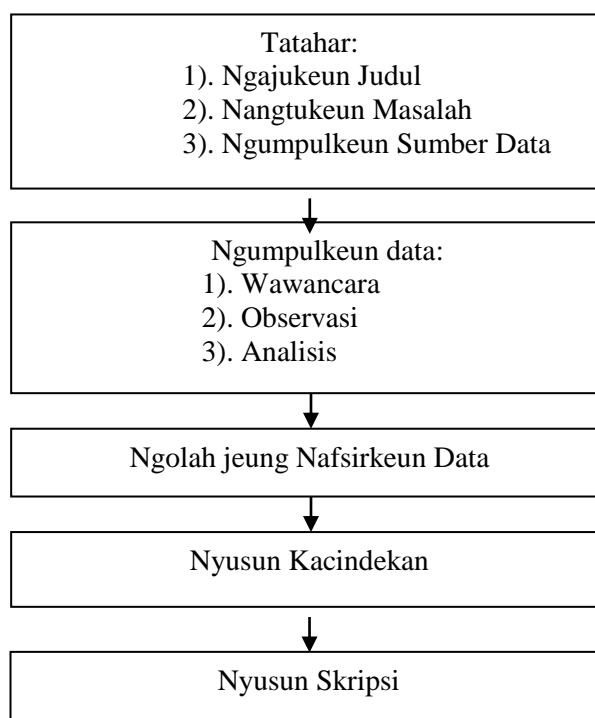 Tatahar:
1). Ngajukeun Judul
2). Nangtukeun Masalah
3). Ngumpulkeun Sumber Data
Ngumpulkeun data:
1). Wawancara
2). Observasi
3). Analisis
Ngolah jeung Nafsirkeun Data
Nyusun Kacindekan
Nyusun Skripsi